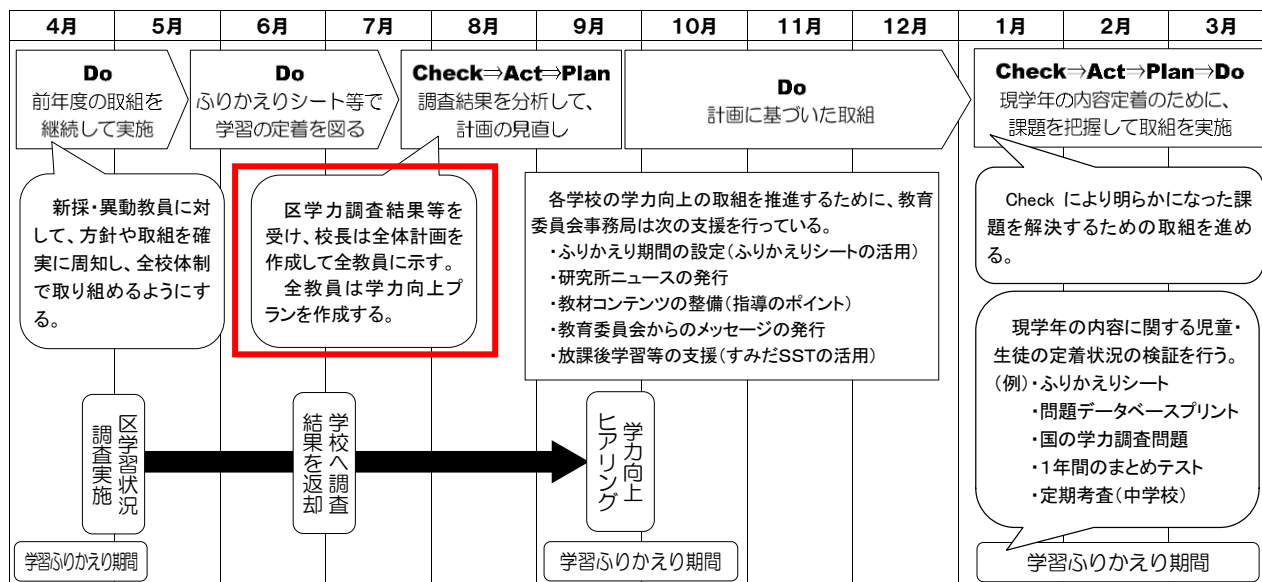 4月 5月 6月 7月 8月 9月 10月 11月 12月 1月 2月 3月
Do
前年度の取組を
継続して実施
Do
ふりかえりシート等で
学習の定着を図る
Check⇒Act⇒Plan
調査結果を分析して、
計画の見直し
Do
計画に基づいた取組
Check⇒Act⇒Plan⇒Do
現学年の内容定着のために、
課題を把握して取組を実施
新採・異動教員に対
して、方針や取組を確
実に周知し、全校体制
で取り組めるようにす
る。
区学力調査結果等を
受け、校長は全体計画を
作成して全教員に示す。
全教員は学力向上プ
ランを作成する。
各学校の学力向上の取組を推進するために、教育
委員会事務局は次の支援を行っている。
・ふりかえり期間の設定(ふりかえりシートの活用)
・研究所ニュースの発行
・教材コンテンツの整備(指導のポイント)
・教育委員会からのメッセージの発行
・放課後学習等の支援(すみだSSTの活用)
Check により明らかになった課
題を解決するための取組を進め
る。
現学年の内容に関する児童・
生徒の定着状況の検証を行う。
(例)・ふりかえりシート
・問題データベースプリント
・国の学力調査問題
・1年間のまとめテスト
・定期考査(中学校)
区学習状況
調査実施
学校へ調査
結果を返却
学力向上
ヒアリング
学習ふりかえり期間
学習ふりかえり期間
学習ふりかえり期間